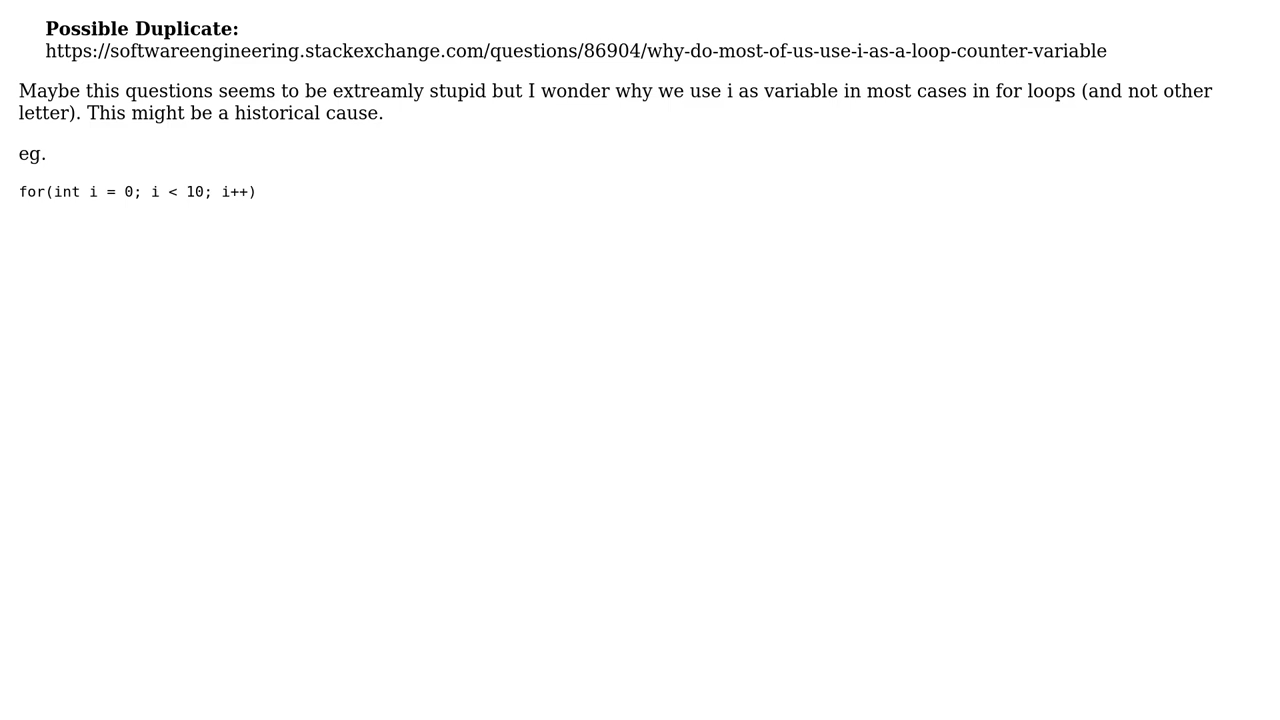 Possible Duplicate:
https://softwareengineering.stackexchange.com/questions/86904/why-do-most-of-us-use-i-as-a-loop-counter-variable
Maybe this questions seems to be extreamly stupid but I wonder why we use i as variable in most cases in for loops (and not other
letter). This might be a historical cause.
eg.
for(int i = 0; i < 10; i++)